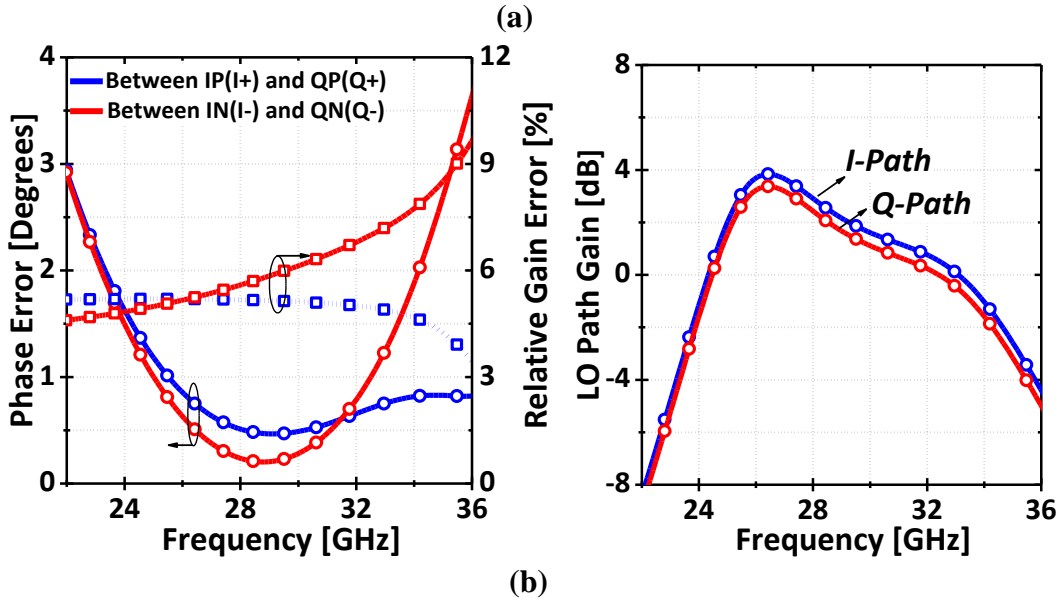 (a)
Between IP(I+) and QP(Q+)
Between IN(I-) and QN(Q-)
Phase Error [Degrees]
4
3
2
1
0
12
9
6
3
0
Relative Gain Error [%]
24 28 32 36
Frequency [GHz]
LO Path Gain [dB]
8
4
0
-4
-8
I-Path
Q-Path
24 28 32 36
Frequency [GHz]
(b)